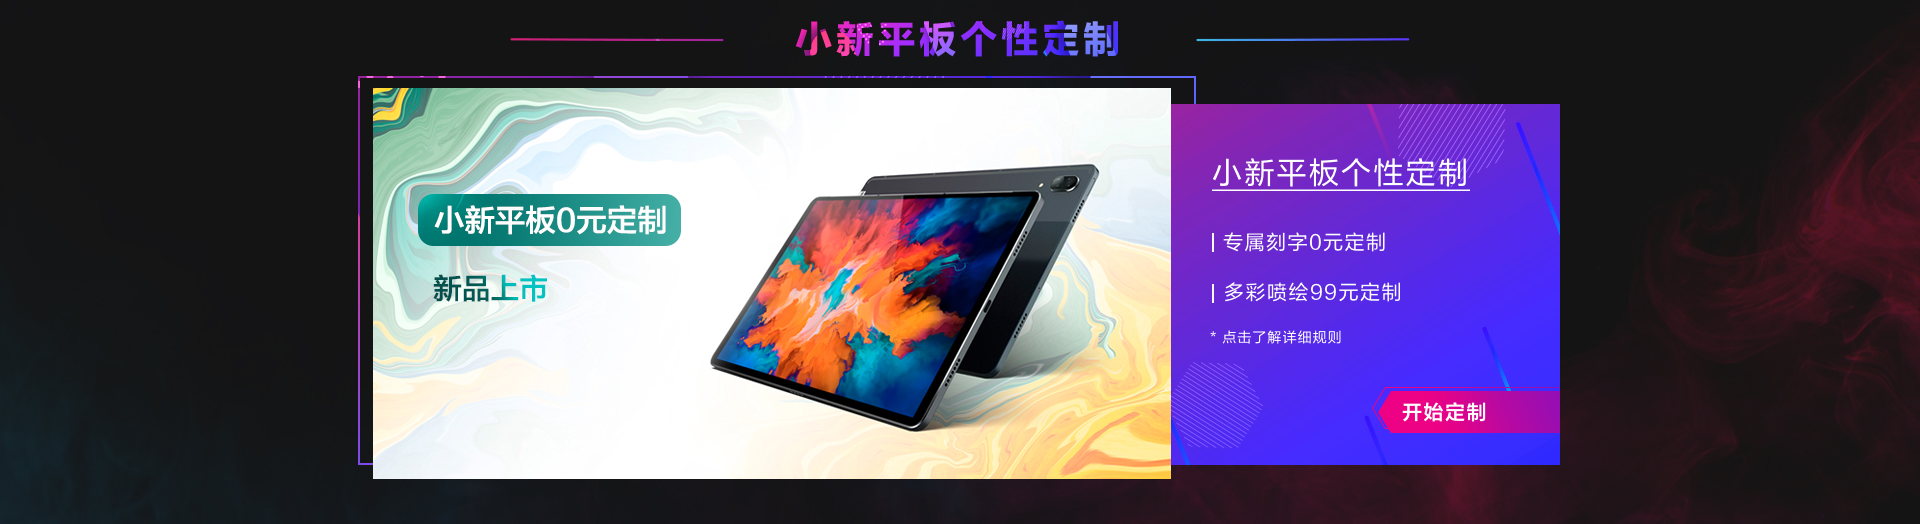 小新平板个性定制
小新平板0元定制
新品上市
小新平板个性定制
专属刻字0元定制
多彩喷绘99元定制
* 点击了解详细规则
开始定制